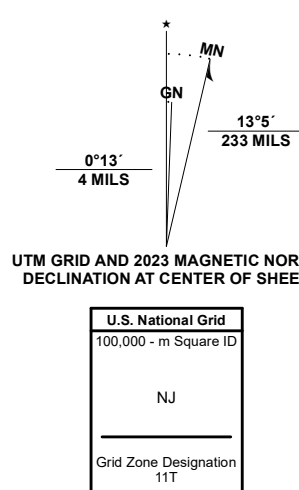 ★
MN
GN
13°5´
233 MILS
0°13´
4 MILS
UTM GRID AND 2023 MAGNETIC NOR
DECLINATION AT CENTER OF SHEE
U.S. National Grid
100,000 - m Square ID
NJ
Grid Zone Designation
11T